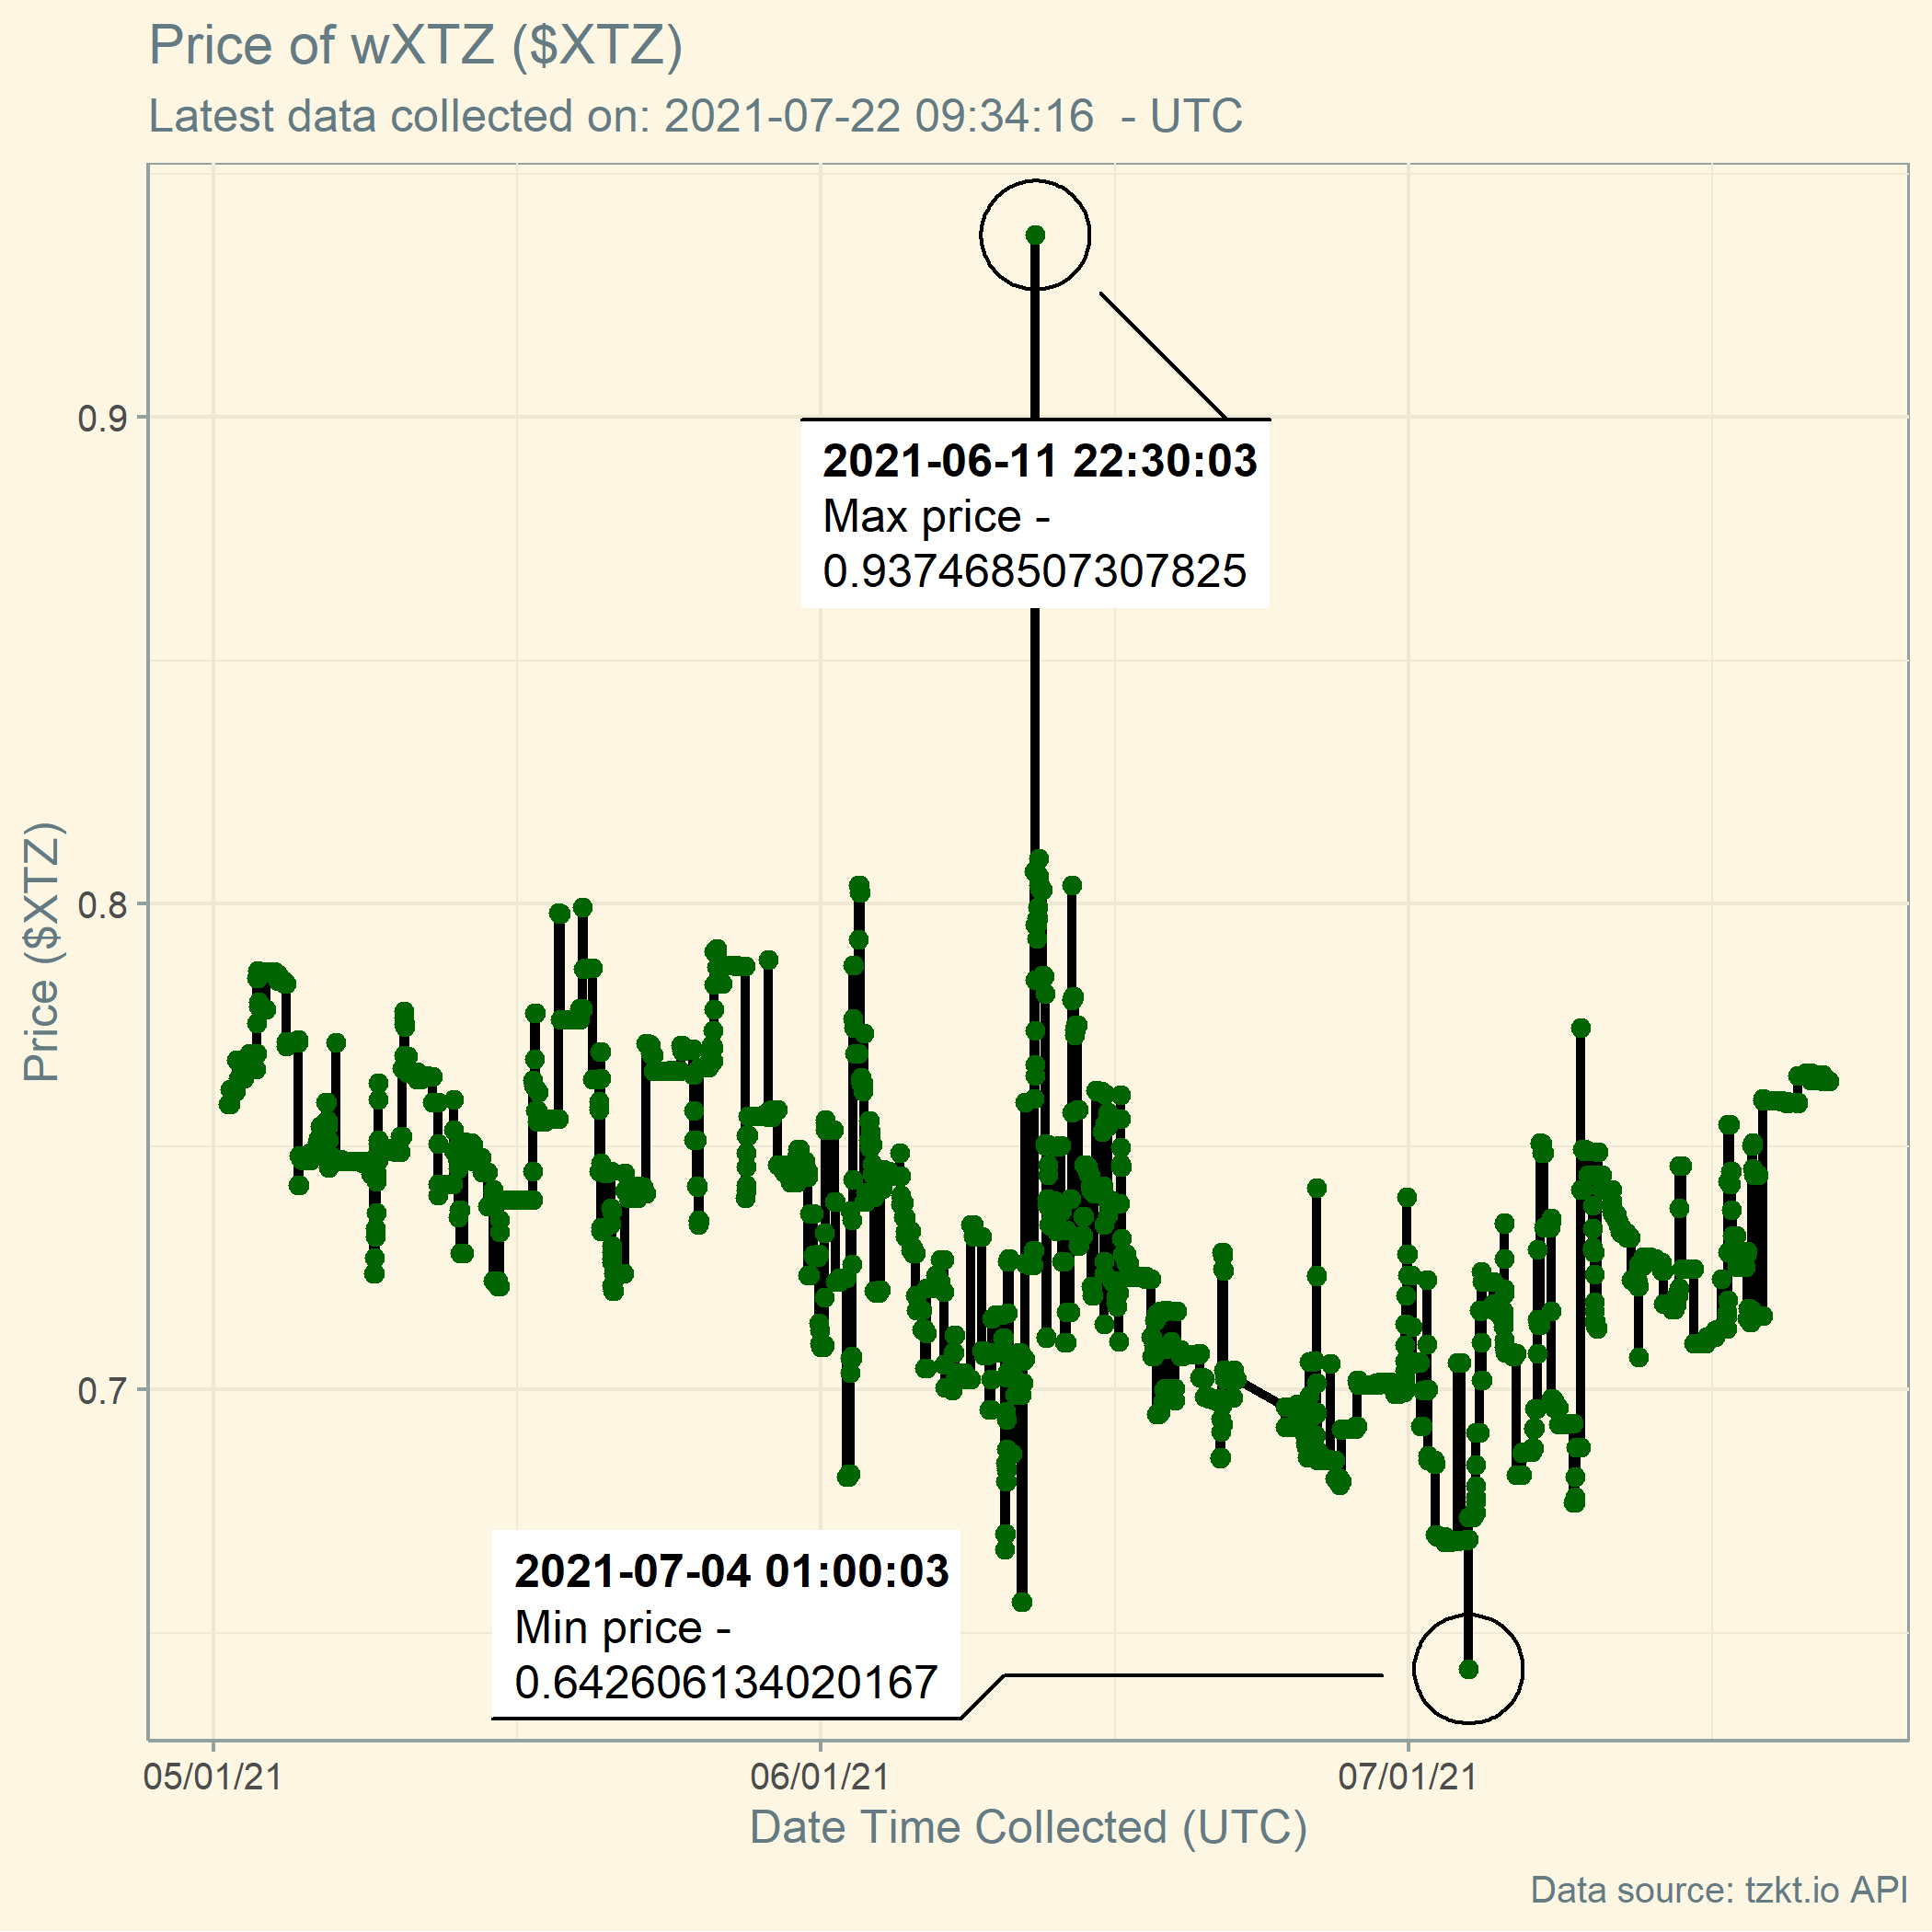 Price of wXTZ ($XTZ)
Latest data collected on: 2021-07-22 09:34:16  - UTC
Price ($XTZ)
0.9
0.8
0.7
2021-06-11 22:30:03
Max price -
0.937468507307825
2021-07-04 01:00:03
Min price -
0.642606134020167
05/01/21
06/01/21
07/01/21
Date Time Collected (UTC)
Data source: tzkt.io API